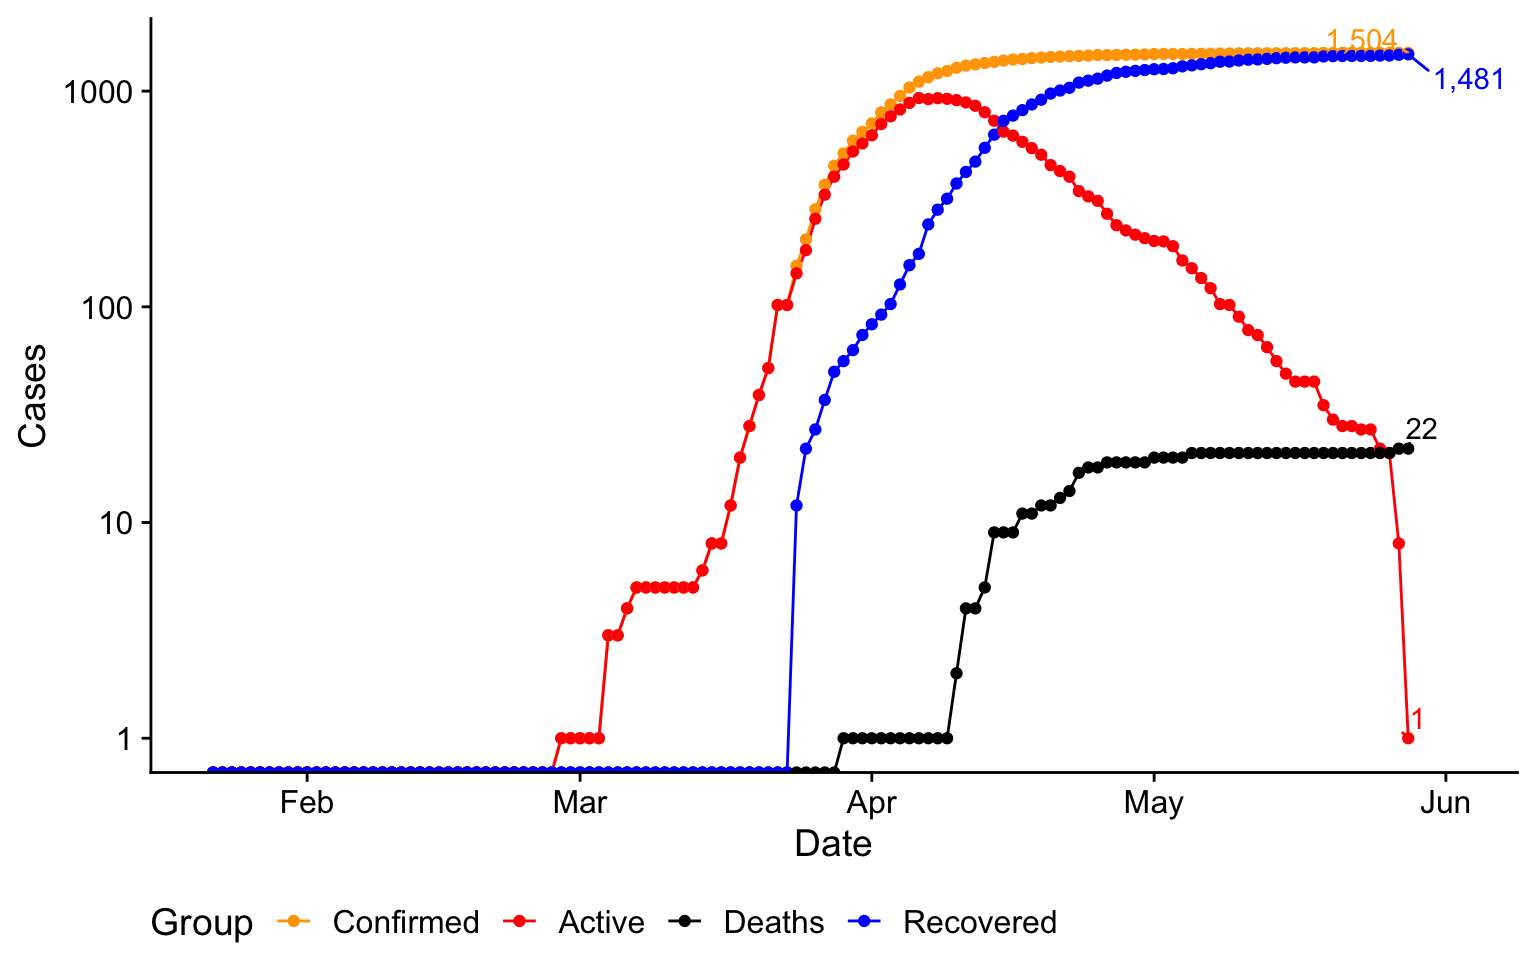 1,504
1,481
1000
100
10
1
22
1
Cases
Feb Mar Apr May Jun
Date
Group Confirmed Active Deaths Recovered